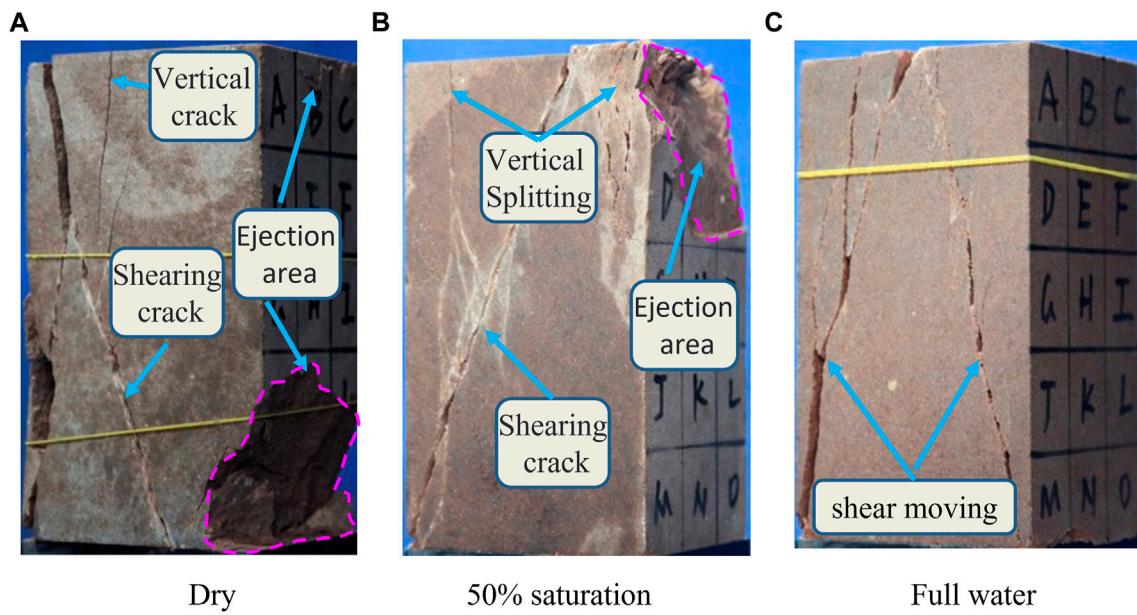 A
Vertical
crack
A B C
Ejection
area
Shearing
crack
H I
Dry
B
Vertical
Splitting
D
Ejection
area
J K L
Shearing
crack
M N O
50% saturation
C
A B C
D E F
G H I
J K L
M N O
shear moving
Full water